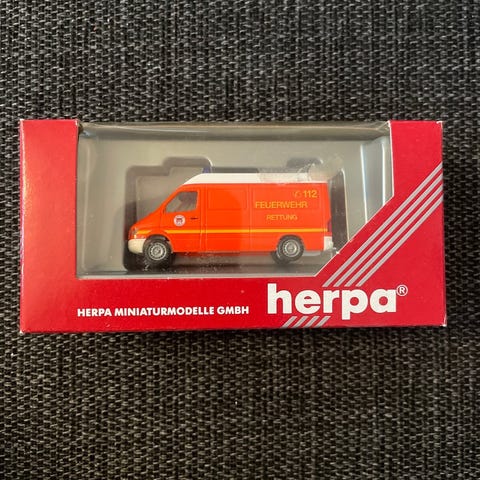 112
FEUERWEHR
RETTUNG
HERPA MINIATURMODELLE GMBH
herpa®